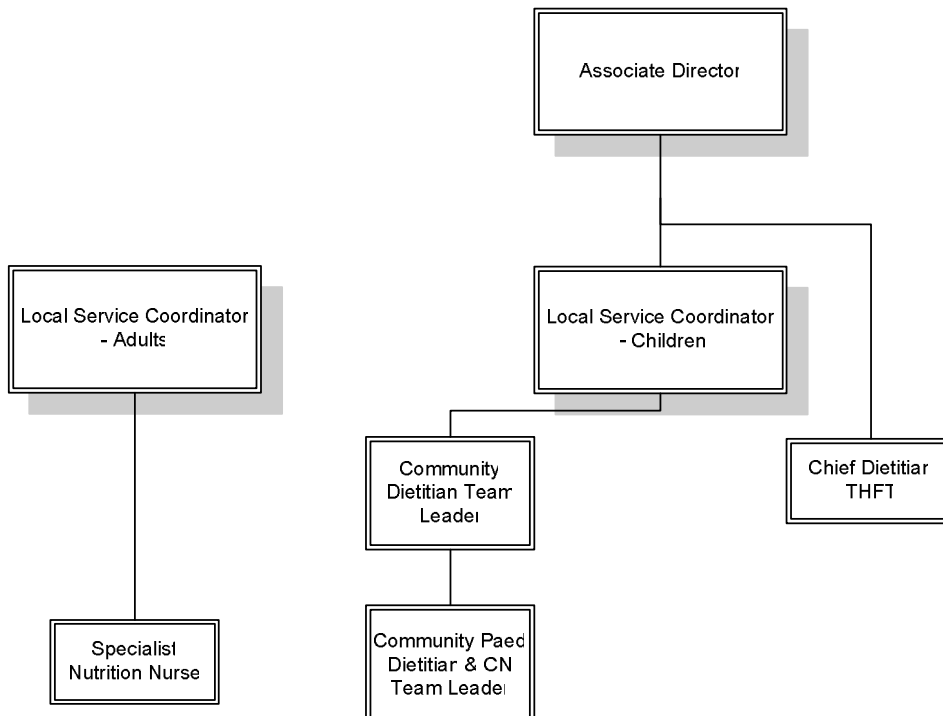 Associate Director
Local Service Coordinator
- Adults
Local Service Coordinator
- Children
Community
Dietitian Team
Leader
Chief Dietitian
THFT
Specialist
Nutrition Nurse
Community Paed
Dietitian & CN
Team Leader